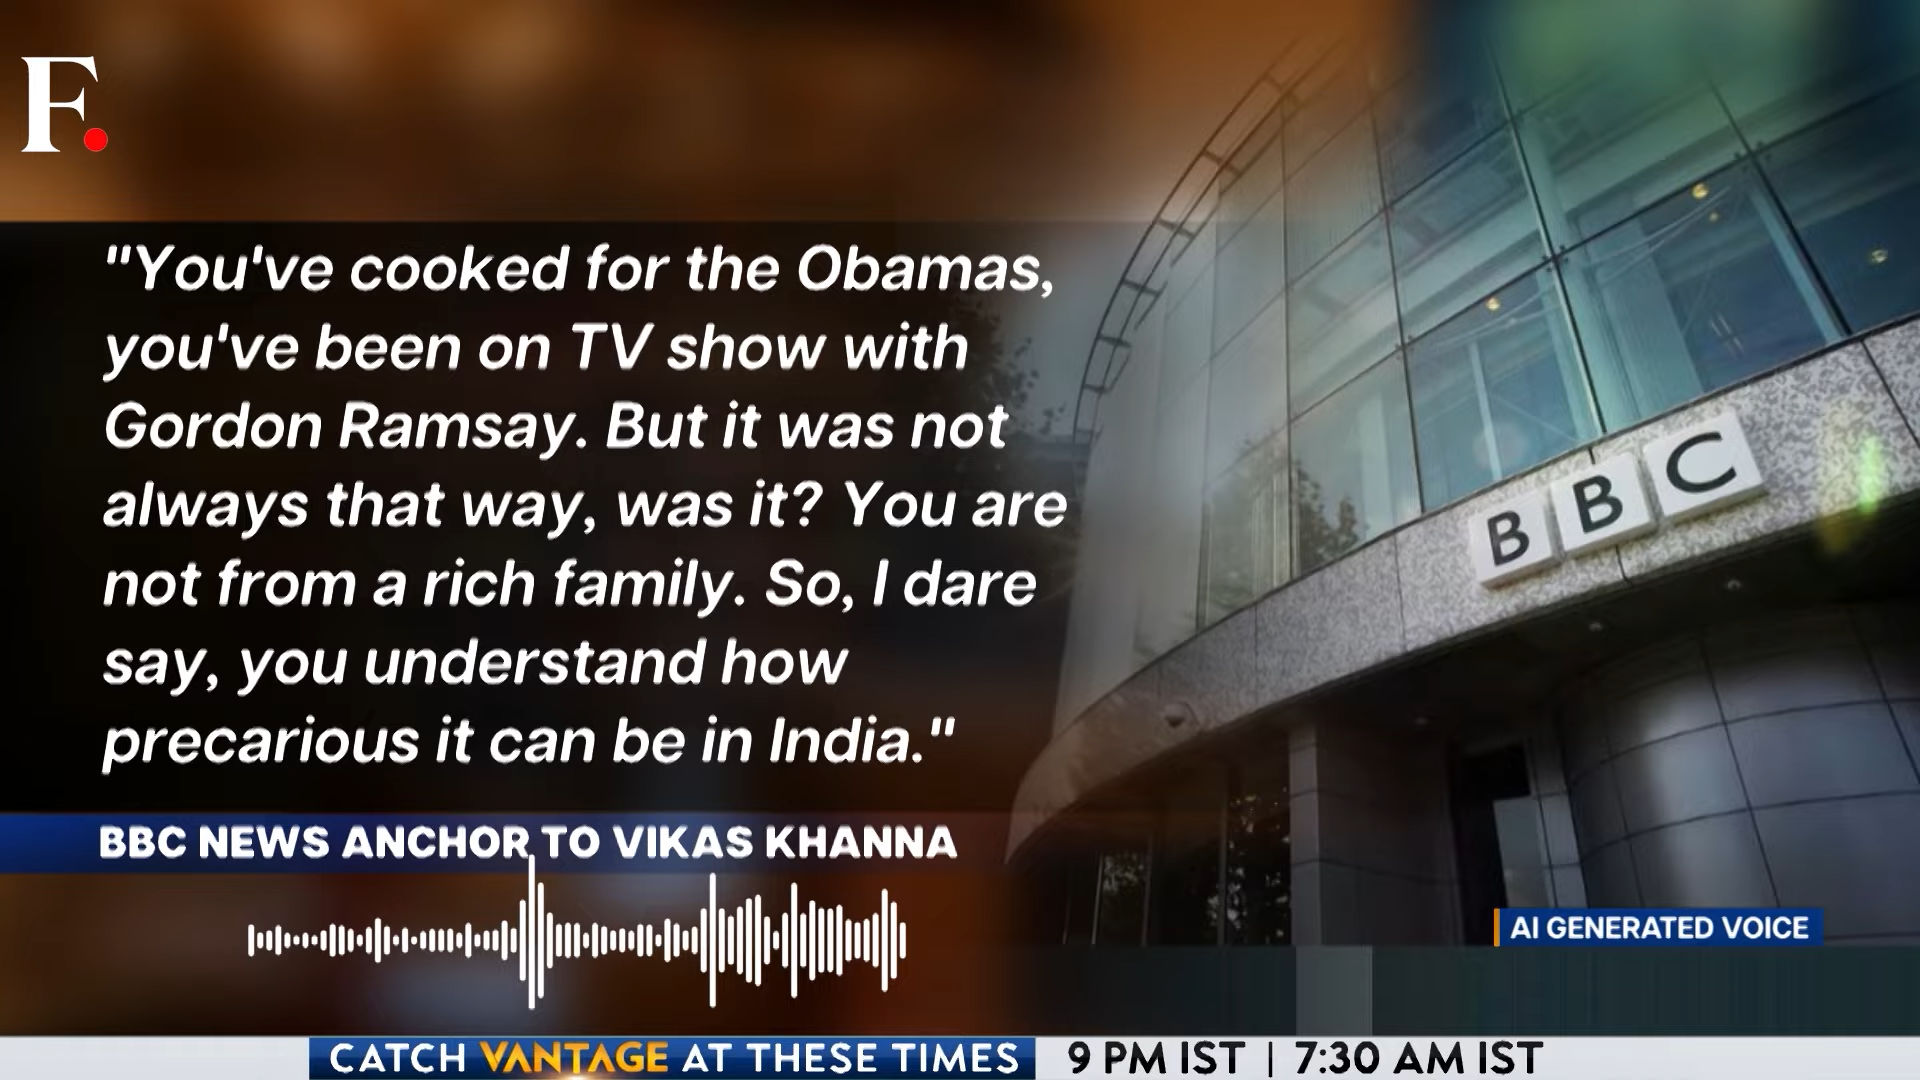 F.
"You've cooked for the Obamas,
you've been on TV show with
Gordon Ramsay. But it was not
always that way, was it? You are
not from a rich family. So, I dare
say, you understand how
precarious it can be in India."
BBC
BBC NEWS ANCHOR TO VIKAS KHANNA
AI GENERATED VOICE
CATCH VANTAGE AT THESE TIMES 9 PM IST | 7:30 AM IST